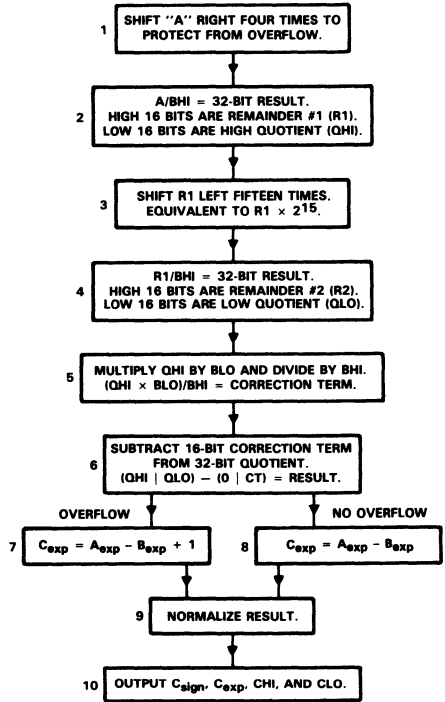 1
SHIFT "A" RIGHT FOUR TIMES TO
PROTECT FROM OVERFLOW.
2
A/BHI = 32-BIT RESULT.
HIGH 16 BITS ARE REMAINDER #1 (R1).
LOW 16 BITS ARE HIGH QUOTIENT (QHI).
3
SHIFT R1 LEFT FIFTEEN TIMES.
EQUIVALENT TO R1 × 2¹⁵.
4
R1/BHI = 32-BIT RESULT.
HIGH 16 BITS ARE REMAINDER #2 (R2).
LOW 16 BITS ARE LOW QUOTIENT (QLO).
5
MULTIPLY QHI BY BLO AND DIVIDE BY BHI.
(QHI × BLO)/BHI = CORRECTION TERM.
6
SUBTRACT 16-BIT CORRECTION TERM
FROM 32-BIT QUOTIENT.
(QHI | QLO) − (0 | CT) = RESULT.
OVERFLOW
NO OVERFLOW
7
Cexp = Aexp − Bexp + 1
8
Cexp = Aexp − Bexp
9
NORMALIZE RESULT.
10
OUTPUT Csign, Cexp, CHI, AND CLO.